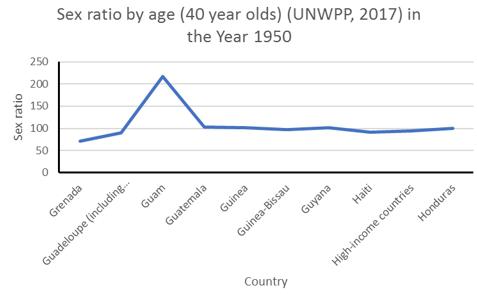 Sex ratio by age (40 year olds) (UNWPP, 2017) in
the Year 1950
250
200
150
100
50
0
Sex ratio
Grenada
Guadeloupe (including...
Guam
Guatemala
Guinea
Guinea-Bissau
Guyana
Haiti
High-income countries
Honduras
Country